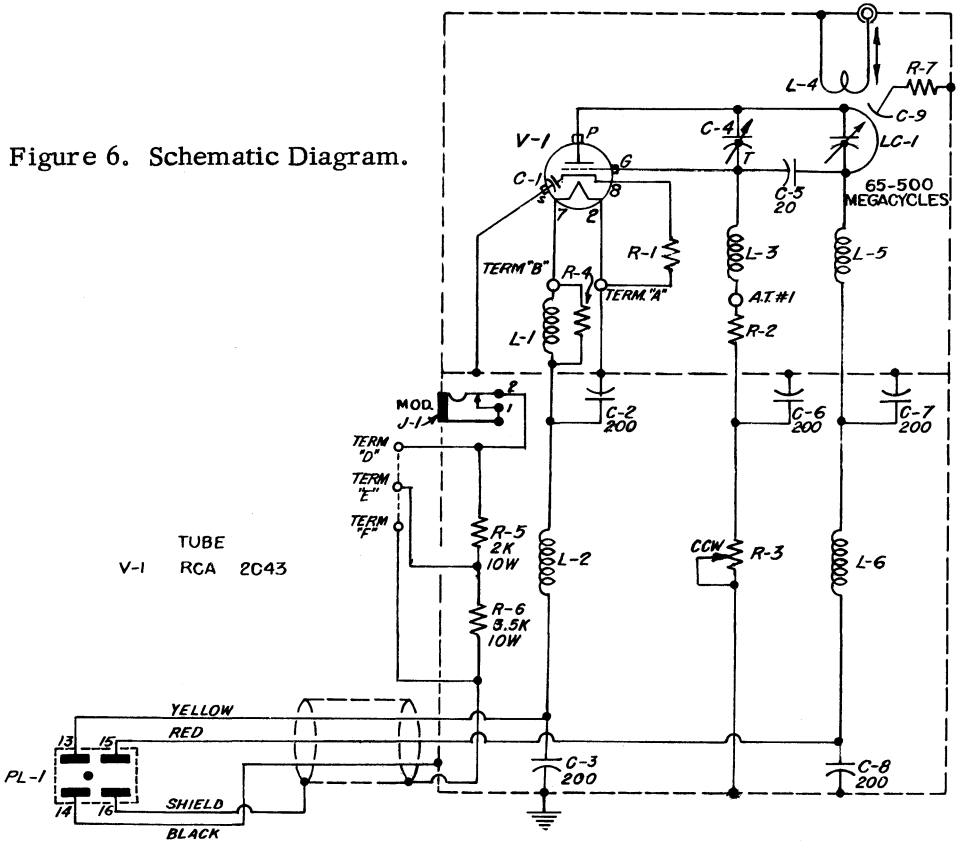 Figure 6. Schematic Diagram.
L-4
R-7
C-9
V-1
P
C-4
LC-1
G
T
C-1
S
8
C-5
20
65-500
MEGACYCLES
7
2
R-1
L-3
L-5
TERM "B"
R-4
TERM. "A"
A.T. #1
L-1
R-2
MOD.
J-1
2
1
C-2
200
C-6
200
C-7
200
TERM
"D"
TERM
"E"
TERM
"F"
R-5
2K
10W
L-2
CCW
R-3
L-6
TUBE
V-1 RCA 2C43
R-6
3.5K
10W
YELLOW
RED
13
15
PL-1
14
16
SHIELD
BLACK
C-3
200
C-8
200